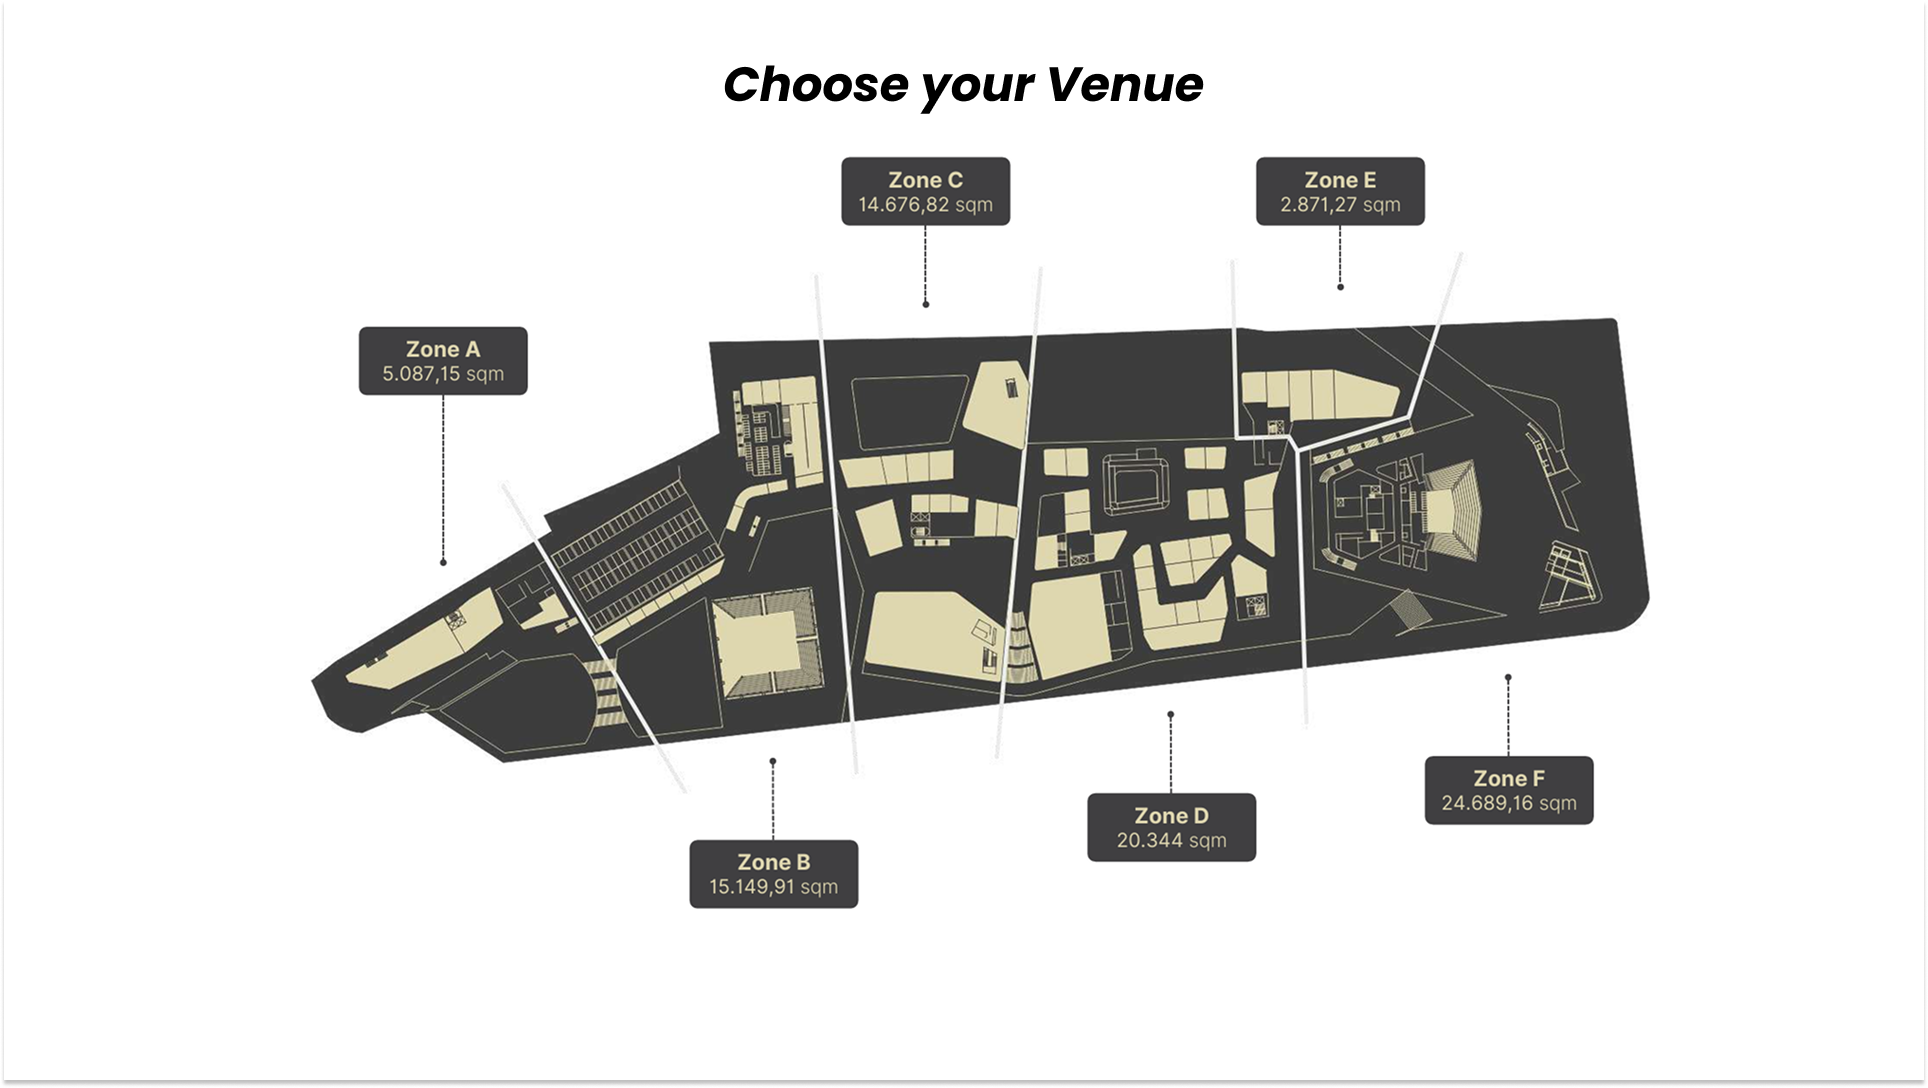 Choose your Venue
Zone C
14.676,82 sqm
Zone E
2.871,27 sqm
Zone A
5.087,15 sqm
Zone F
24.689,16 sqm
Zone D
20.344 sqm
Zone B
15.149,91 sqm